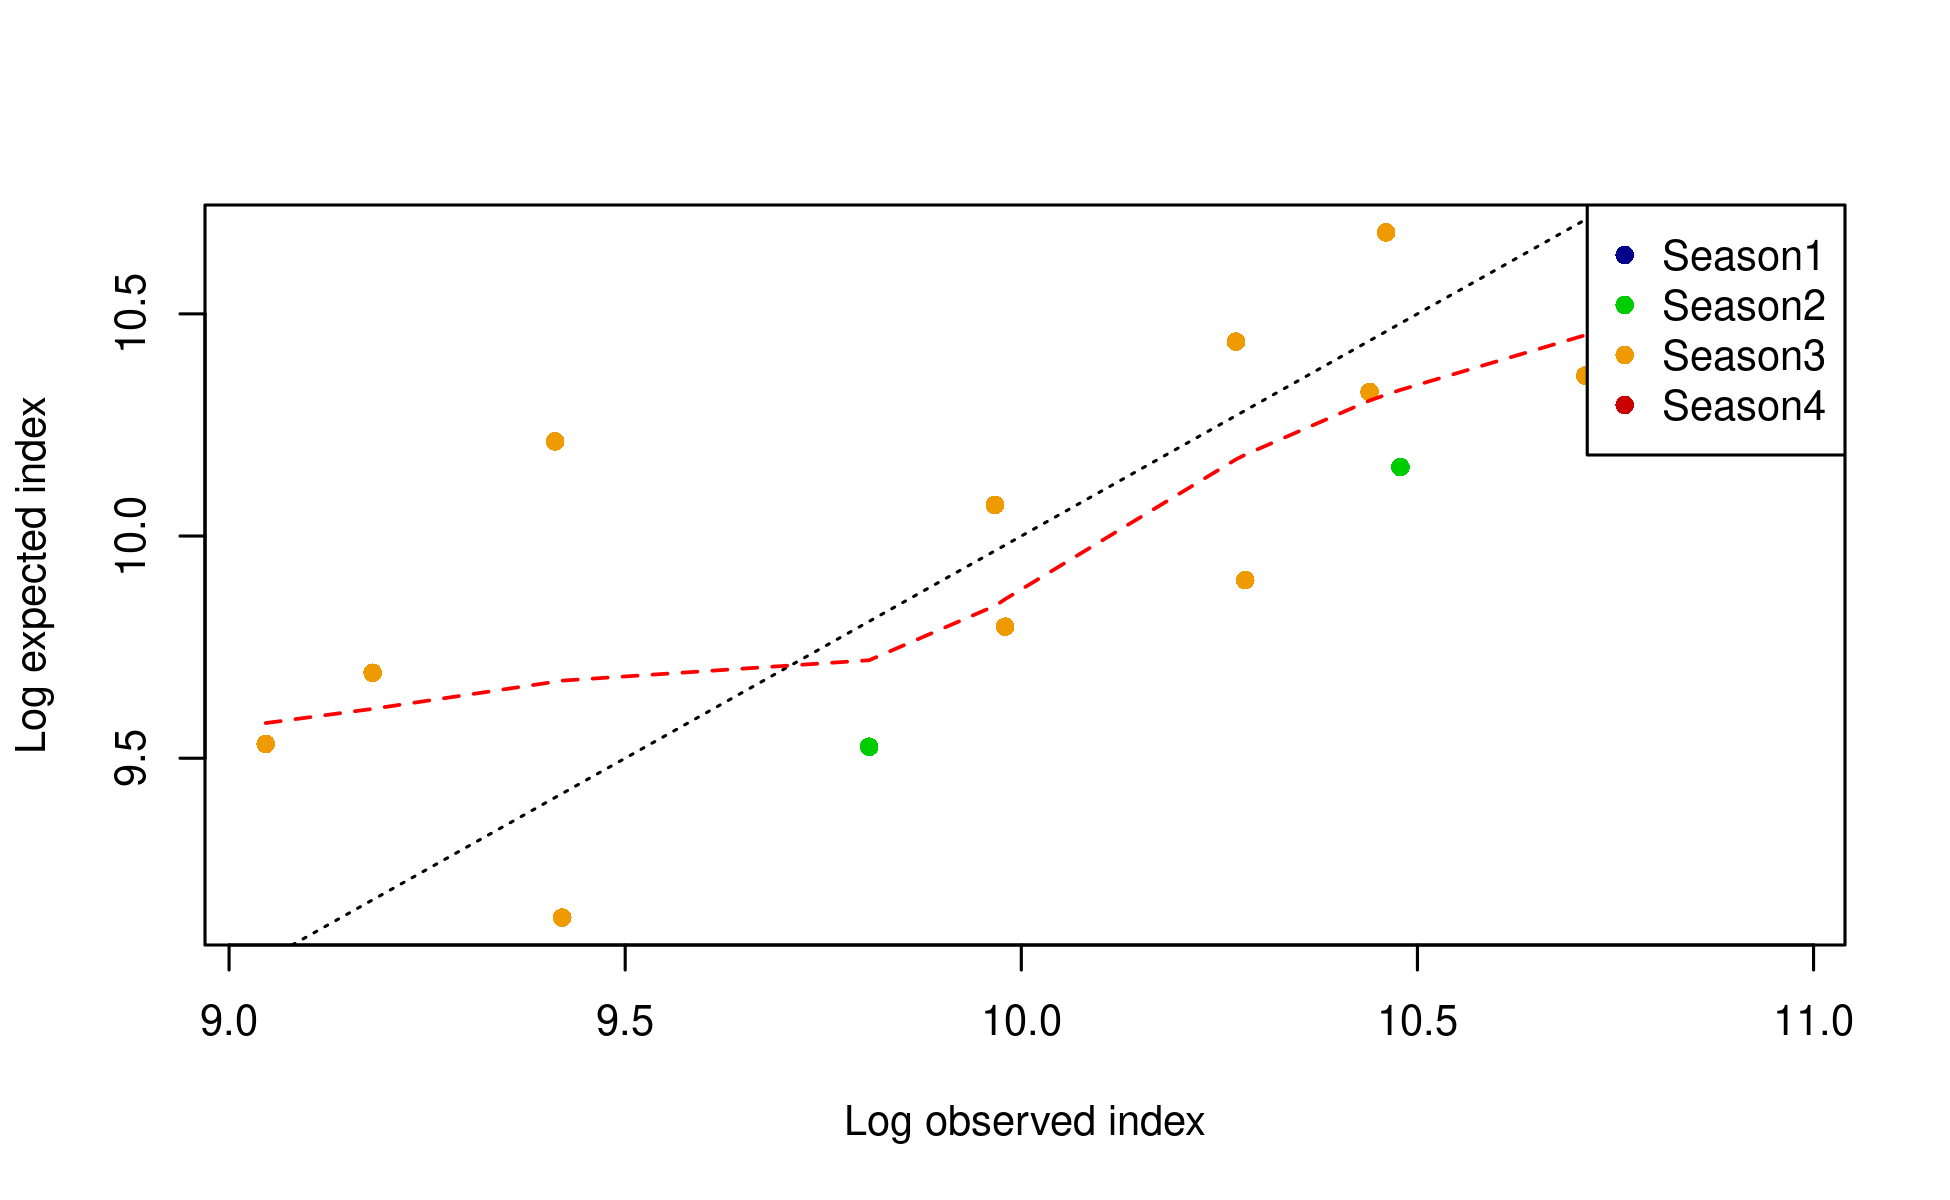 Season1
Season2
Season3
Season4
10.5
10.0
9.5
Log expected index
9.0 9.5 10.0 10.5 11.0
Log observed index